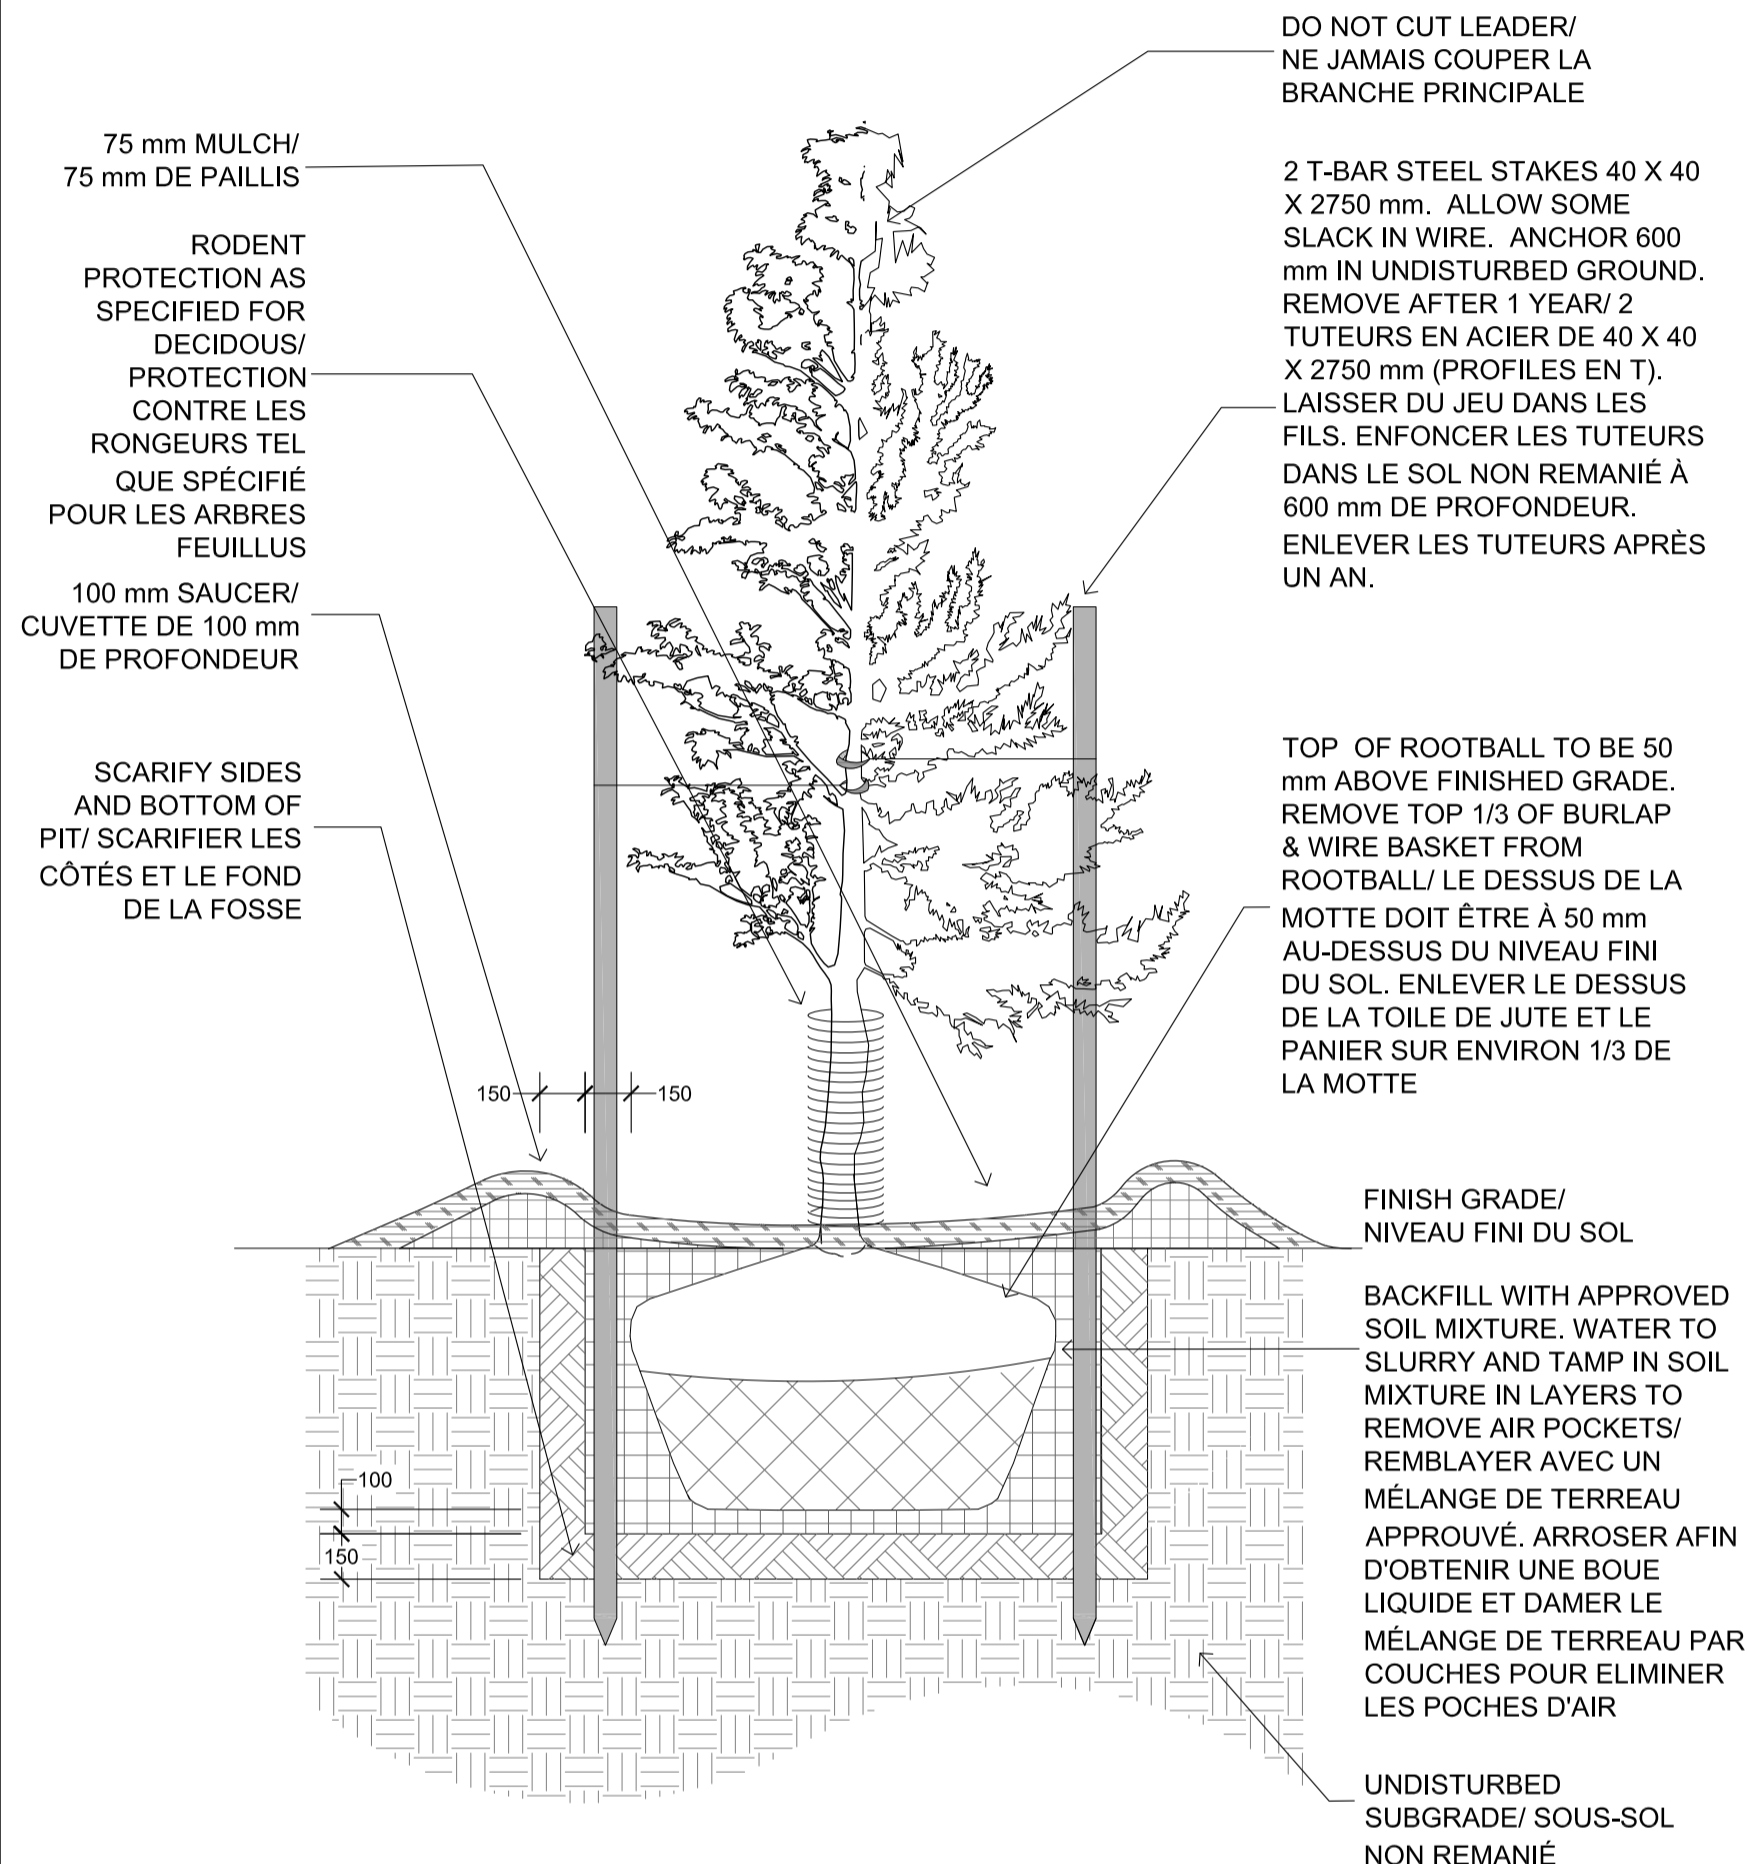 75 mm MULCH/
75 mm DE PAILLIS
RODENT
PROTECTION AS
SPECIFIED FOR
DECIDOUS/
PROTECTION
CONTRE LES
RONGEURS TEL
QUE SPÉCIFIÉ
POUR LES ARBRES
FEUILLUS
100 mm SAUCER/
CUVETTE DE 100 mm
DE PROFONDEUR
SCARIFY SIDES
AND BOTTOM OF
PIT/ SCARIFIER LES
CÔTÉS ET LE FOND
DE LA FOSSE
150
150
100
150
DO NOT CUT LEADER/
NE JAMAIS COUPER LA
BRANCHE PRINCIPALE
2 T-BAR STEEL STAKES 40 X 40
X 2750 mm. ALLOW SOME
SLACK IN WIRE. ANCHOR 600
mm IN UNDISTURBED GROUND.
REMOVE AFTER 1 YEAR/ 2
TUTEURS EN ACIER DE 40 X 40
X 2750 mm (PROFILES EN T).
LAISSER DU JEU DANS LES
FILS. ENFONCER LES TUTEURS
DANS LE SOL NON REMANIÉ À
600 mm DE PROFONDEUR.
ENLEVER LES TUTEURS APRÈS
UN AN.
TOP OF ROOTBALL TO BE 50
mm ABOVE FINISHED GRADE.
REMOVE TOP 1/3 OF BURLAP
& WIRE BASKET FROM
ROOTBALL/ LE DESSUS DE LA
MOTTE DOIT ÊTRE À 50 mm
AU-DESSUS DU NIVEAU FINI
DU SOL. ENLEVER LE DESSUS
DE LA TOILE DE JUTE ET LE
PANIER SUR ENVIRON 1/3 DE
LA MOTTE
FINISH GRADE/
NIVEAU FINI DU SOL
BACKFILL WITH APPROVED
SOIL MIXTURE. WATER TO
SLURRY AND TAMP IN SOIL
MIXTURE IN LAYERS TO
REMOVE AIR POCKETS/
REMBLAYER AVEC UN
MÉLANGE DE TERREAU
APPROUVÉ. ARROSER AFIN
D'OBTENIR UNE BOUE
LIQUIDE ET DAMER LE
MÉLANGE DE TERREAU PAR
COUCHES POUR ELIMINER
LES POCHES D'AIR
UNDISTURBED
SUBGRADE/ SOUS-SOL
NON REMANIÉ